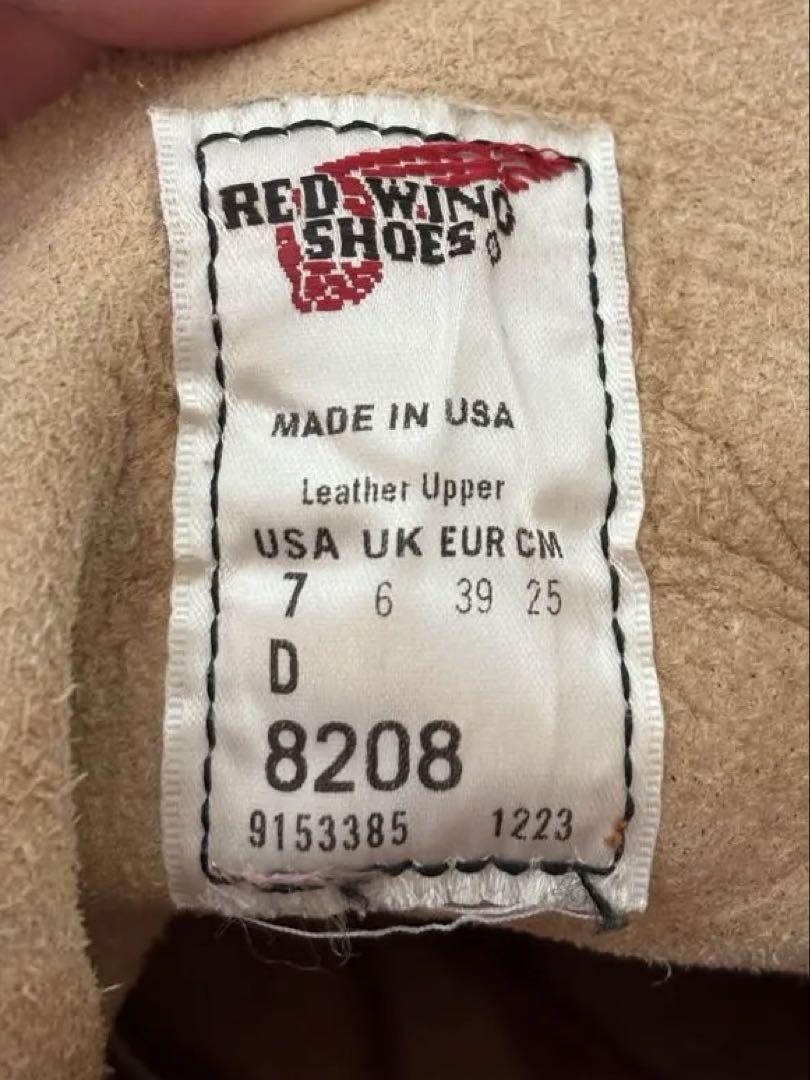 RED WING
SHOES®
MADE IN USA
Leather Upper
USA UK EUR CM
7 6 39 25
D
8208
9153385 1223